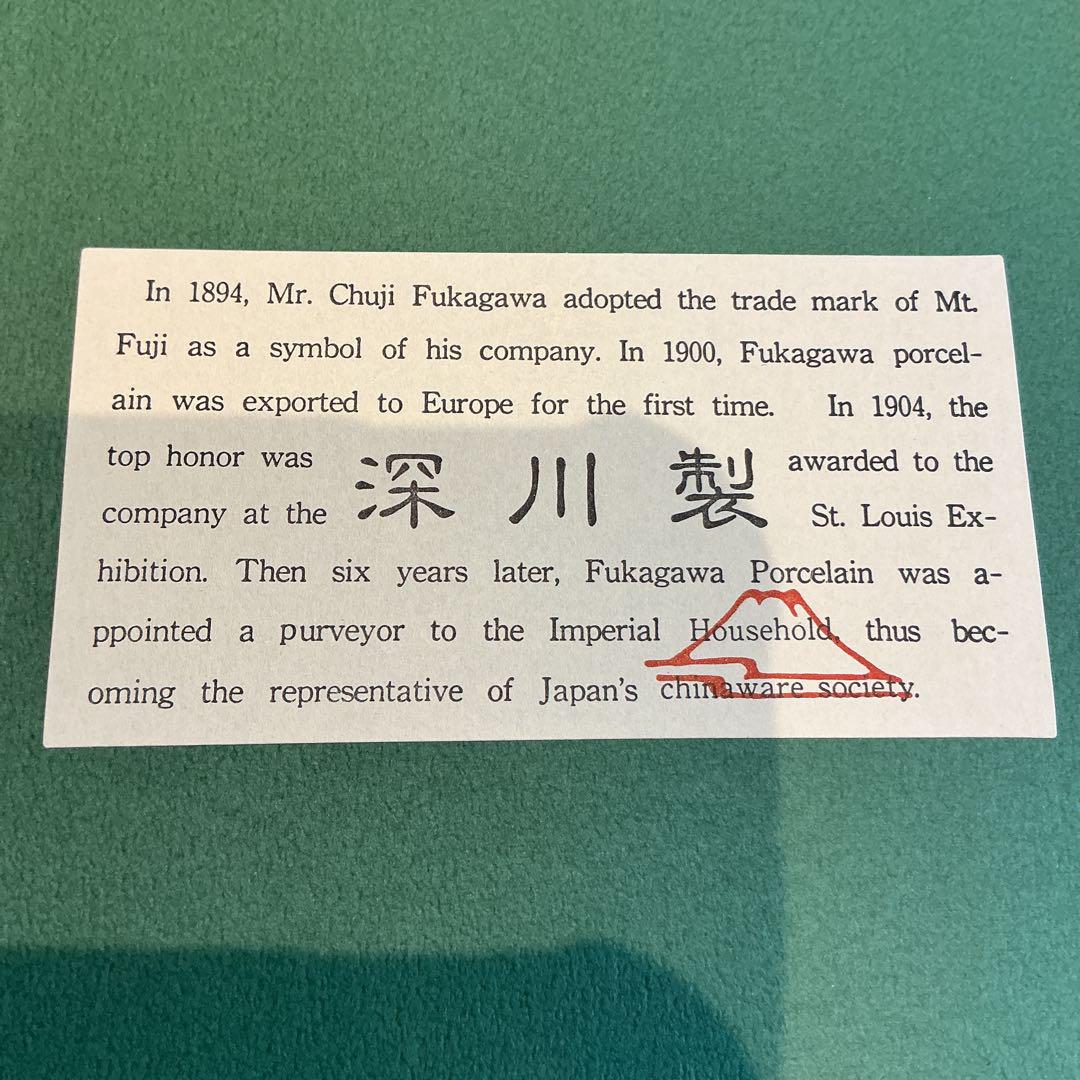 In 1894, Mr. Chuji Fukagawa adopted the trade mark of Mt.
Fuji as a symbol of his company. In 1900, Fukagawa porcel-
ain was exported to Europe for the first time. In 1904, the
top honor was 深川製 awarded to the
company at the St. Louis Ex-
hibition. Then six years later, Fukagawa Porcelain was a-
ppointed a purveyor to the Imperial Household, thus bec-
oming the representative of Japan's chinaware society.